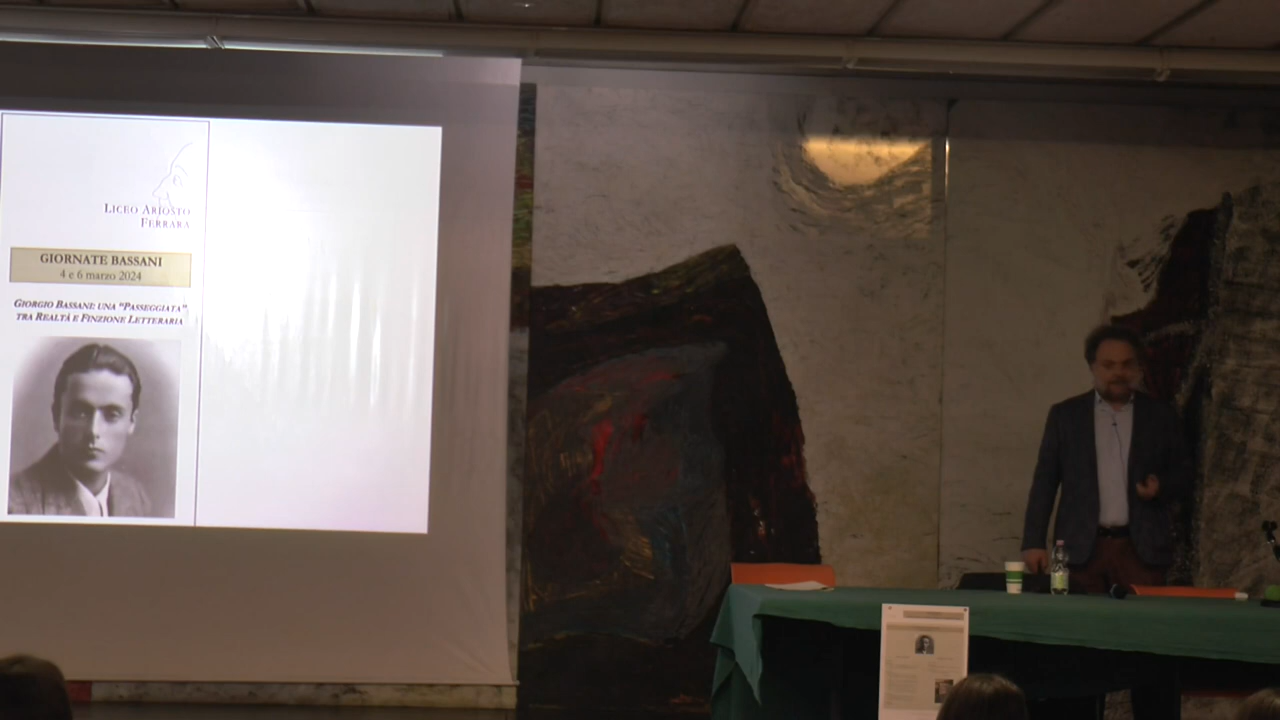 LICEO ARIOSTO
FERRARA
GIORNATE BASSANI
4 e 6 marzo 2024
GIORGIO BASSANI: UNA "PASSEGGIATA"
TRA REALTÀ E FINZIONE LETTERARIA